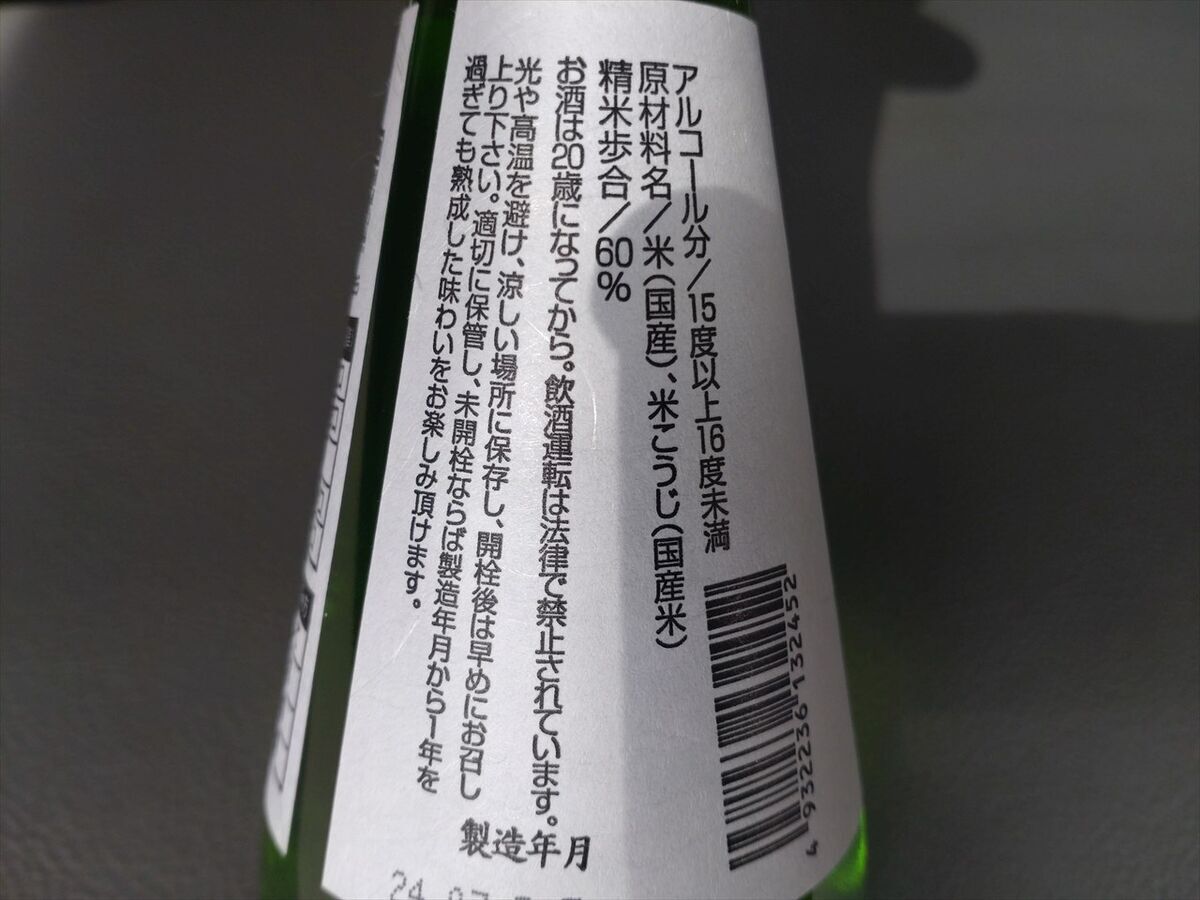 アルコール分／15度以上16度未満
原材料名／米(国産)、米こうじ(国産米)
精米歩合／60%
お酒は20歳になってから。飲酒運転は法律で禁止されています。
光や高温を避け、涼しい場所に保存し、開栓後は早めにお召し
上り下さい。適切に保管し、未開栓ならば製造年月から1年を
過ぎても熟成した味わいをお楽しみ頂けます。
4932236132452
製造年月
24.07